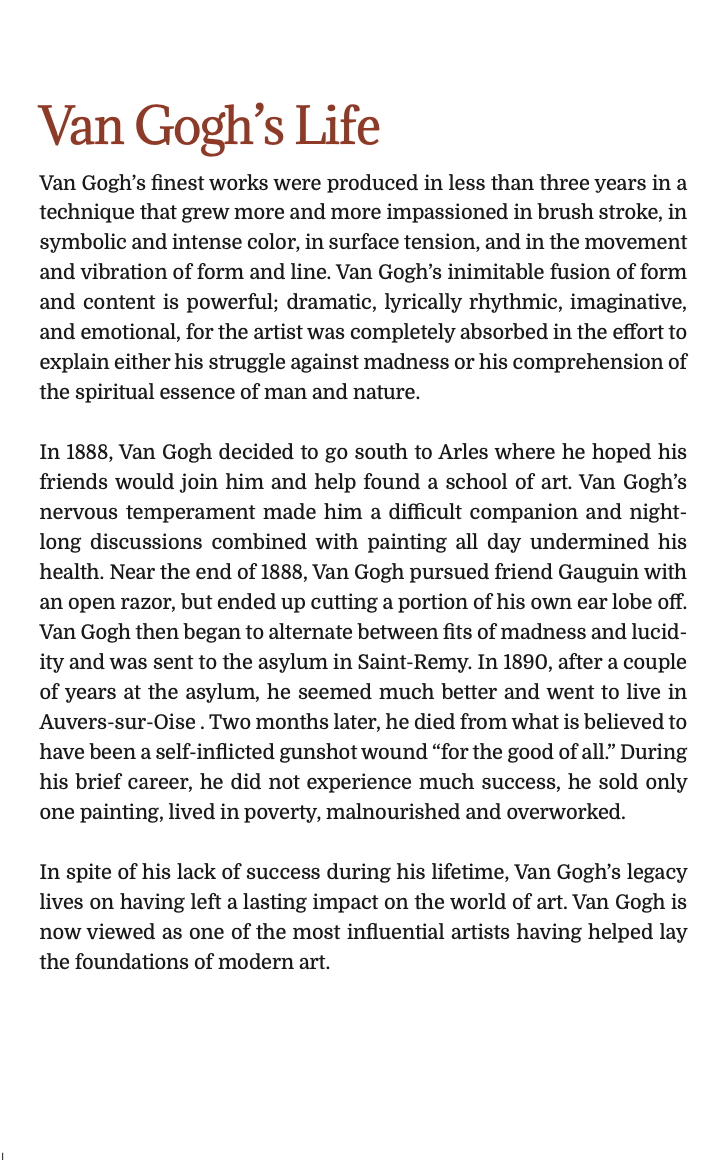 Van Gogh’s Life
Van Gogh’s finest works were produced in less than three years in a
technique that grew more and more impassioned in brush stroke, in
symbolic and intense color, in surface tension, and in the movement
and vibration of form and line. Van Gogh’s inimitable fusion of form
and content is powerful; dramatic, lyrically rhythmic, imaginative,
and emotional, for the artist was completely absorbed in the effort to
explain either his struggle against madness or his comprehension of
the spiritual essence of man and nature.
In 1888, Van Gogh decided to go south to Arles where he hoped his
friends would join him and help found a school of art. Van Gogh’s
nervous temperament made him a difficult companion and night-
long discussions combined with painting all day undermined his
health. Near the end of 1888, Van Gogh pursued friend Gauguin with
an open razor, but ended up cutting a portion of his own ear lobe off.
Van Gogh then began to alternate between fits of madness and lucid-
ity and was sent to the asylum in Saint-Remy. In 1890, after a couple
of years at the asylum, he seemed much better and went to live in
Auvers-sur-Oise . Two months later, he died from what is believed to
have been a self-inflicted gunshot wound “for the good of all.” During
his brief career, he did not experience much success, he sold only
one painting, lived in poverty, malnourished and overworked.
In spite of his lack of success during his lifetime, Van Gogh’s legacy
lives on having left a lasting impact on the world of art. Van Gogh is
now viewed as one of the most influential artists having helped lay
the foundations of modern art.